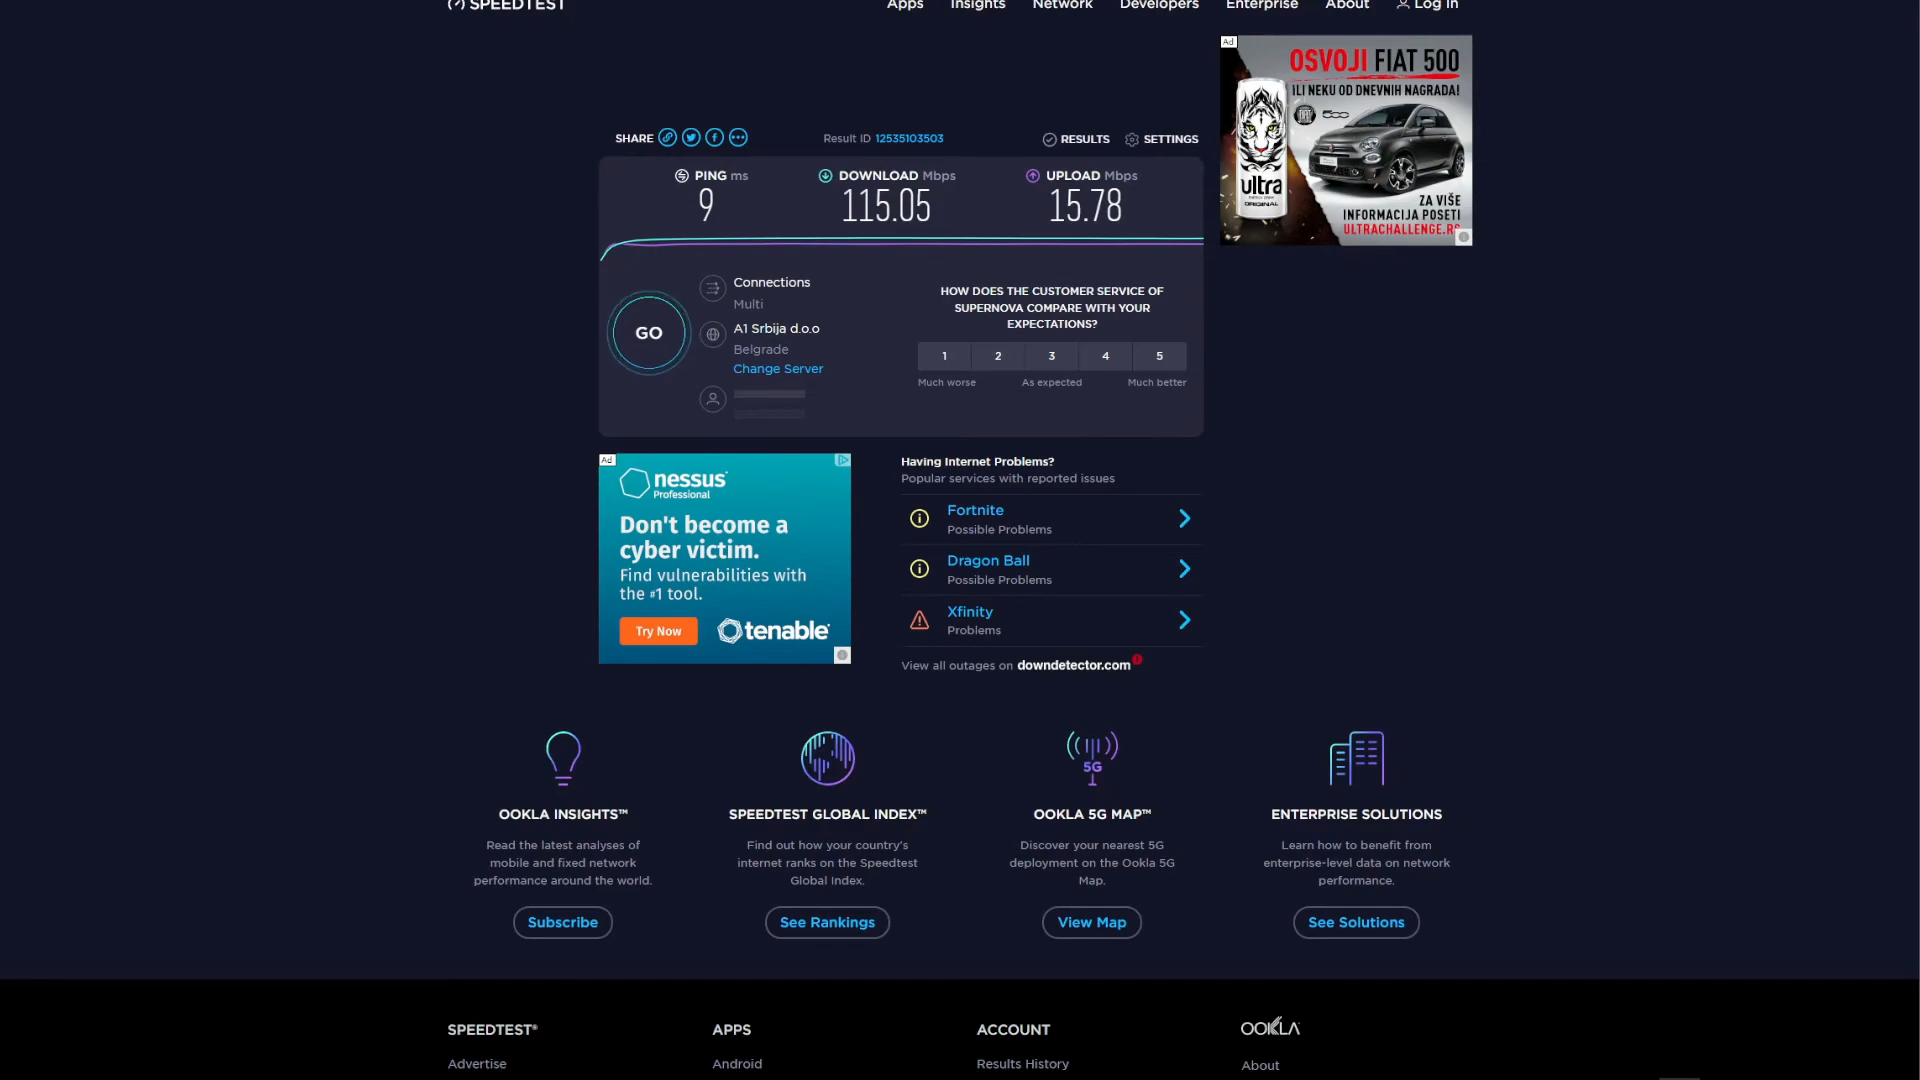 SPEEDTEST
Apps Insights Network Developers Enterprise About Log In
Ad
OSVOJI FIAT 500
ILI NEKU OD DNEVNIH NAGRADA!
500
ultra
ORIGINAL
ZA VIŠE
INFORMACIJA POSETI
ULTRACHALLENGE.RS
SHARE
Result ID 12535103503
RESULTS
SETTINGS
PING ms
9
DOWNLOAD Mbps
115.05
UPLOAD Mbps
15.78
GO
Connections
Multi
A1 Srbija d.o.o
Belgrade
Change Server
HOW DOES THE CUSTOMER SERVICE OF
SUPERNOVA COMPARE WITH YOUR
EXPECTATIONS?
1 2 3 4 5
Much worse As expected Much better
Ad
nessus
Professional
Don't become a
cyber victim.
Find vulnerabilities with
the #1 tool.
Try Now
tenable
Having Internet Problems?
Popular services with reported issues
Fortnite
Possible Problems
Dragon Ball
Possible Problems
Xfinity
Problems
View all outages on downdetector.com
OOKLA INSIGHTS™
Read the latest analyses of
mobile and fixed network
performance around the world.
Subscribe
SPEEDTEST GLOBAL INDEX™
Find out how your country's
internet ranks on the Speedtest
Global Index.
See Rankings
5G
OOKLA 5G MAP™
Discover your nearest 5G
deployment on the Ookla 5G
Map.
View Map
ENTERPRISE SOLUTIONS
Learn how to benefit from
enterprise-level data on network
performance.
See Solutions
SPEEDTEST®
Advertise
APPS
Android
ACCOUNT
Results History
OOKLA
About